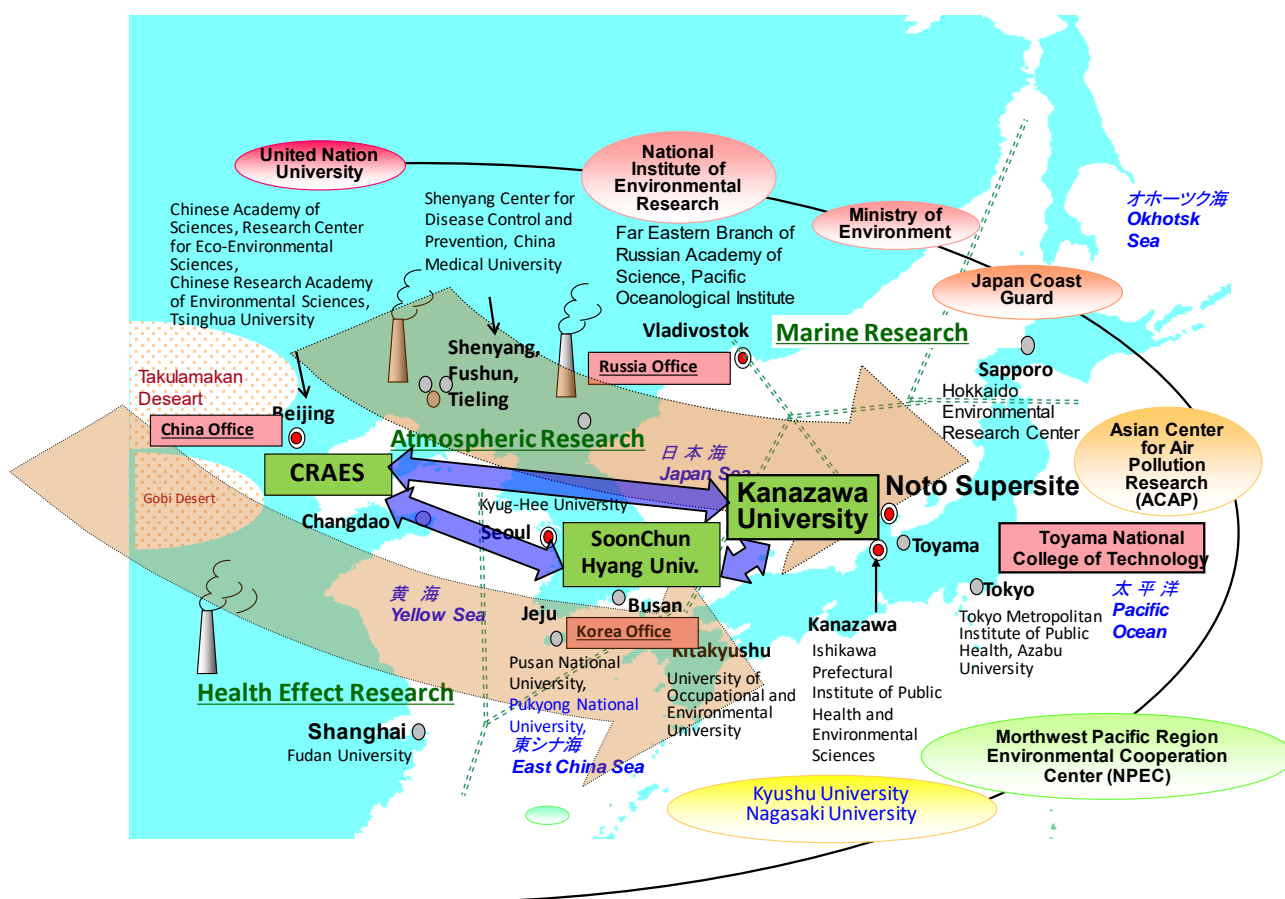 United Nation
University
National
Institute of
Environmental
Research
Ministry of
Environment
オホーツク海
Okhotsk
Sea
Japan Coast
Guard
Chinese Academy of
Sciences, Research Center
for Eco-Environmental
Sciences,
Chinese Research Academy
of Environmental Sciences,
Tsinghua University
Shenyang Center for
Disease Control and
Prevention, China
Medical University
Far Eastern Branch of
Russian Academy of
Science, Pacific
Oceanological Institute
Vladivostok
Marine Research
Russia Office
Shenyang,
Fushun,
Tieling
Sapporo
Hokkaido
Environmental
Research Center
Takulamakan
Deseart
Beijing
China Office
Atmospheric Research
日 本 海
Japan Sea
Asian Center
for Air
Pollution
Research
(ACAP)
CRAES
Gobi Desert
Kanazawa
University
Noto Supersite
Kyug-Hee University
Changdao
Seoul
SoonChun
Hyang Univ.
Toyama
Toyama National
College of Technology
Tokyo
Tokyo Metropolitan
Institute of Public
Health, Azabu
University
太 平 洋
Pacific
Ocean
黄 海
Yellow Sea
Jeju
Busan
Korea Office
Kitakyushu
University of
Occupational and
Environmental
University
Kanazawa
Ishikawa
Prefectural
Institute of Public
Health and
Environmental
Sciences
Pusan National
University,
Pukyong National
University,
東シナ海
East China Sea
Health Effect Research
Shanghai
Fudan University
Morthwest Pacific Region
Environmental Cooperation
Center (NPEC)
Kyushu University
Nagasaki University